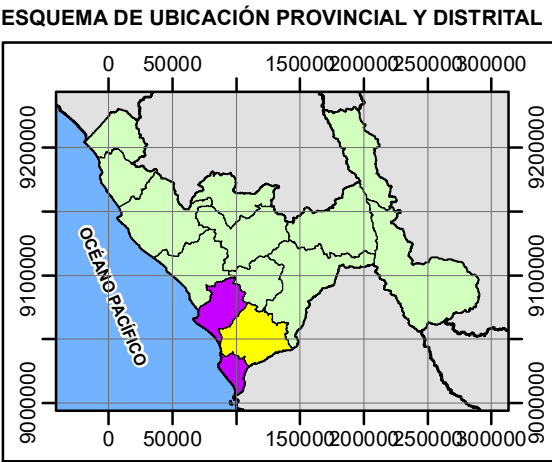 ESQUEMA DE UBICACIÓN PROVINCIAL Y DISTRITAL
0 50000 150000 200000 250000 300000
9200000 9200000
OCÉANO PACÍFICO
9100000 9100000
9000000 9000000
0 50000 150000 200000 250000 300000